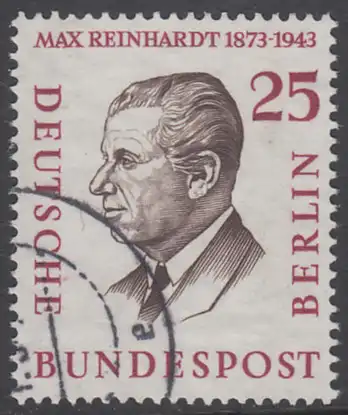 MAX REINHARDT 1873-1943
25
DEUTSCHE
BUNDESPOST
BERLIN